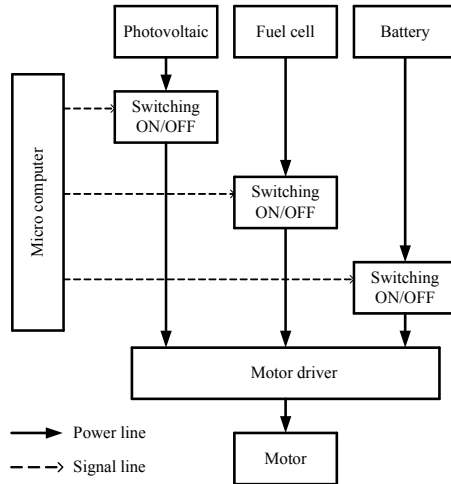 Photovoltaic
Fuel cell
Battery
Micro computer
Switching
ON/OFF
Switching
ON/OFF
Switching
ON/OFF
Motor driver
Motor
Power line
Signal line